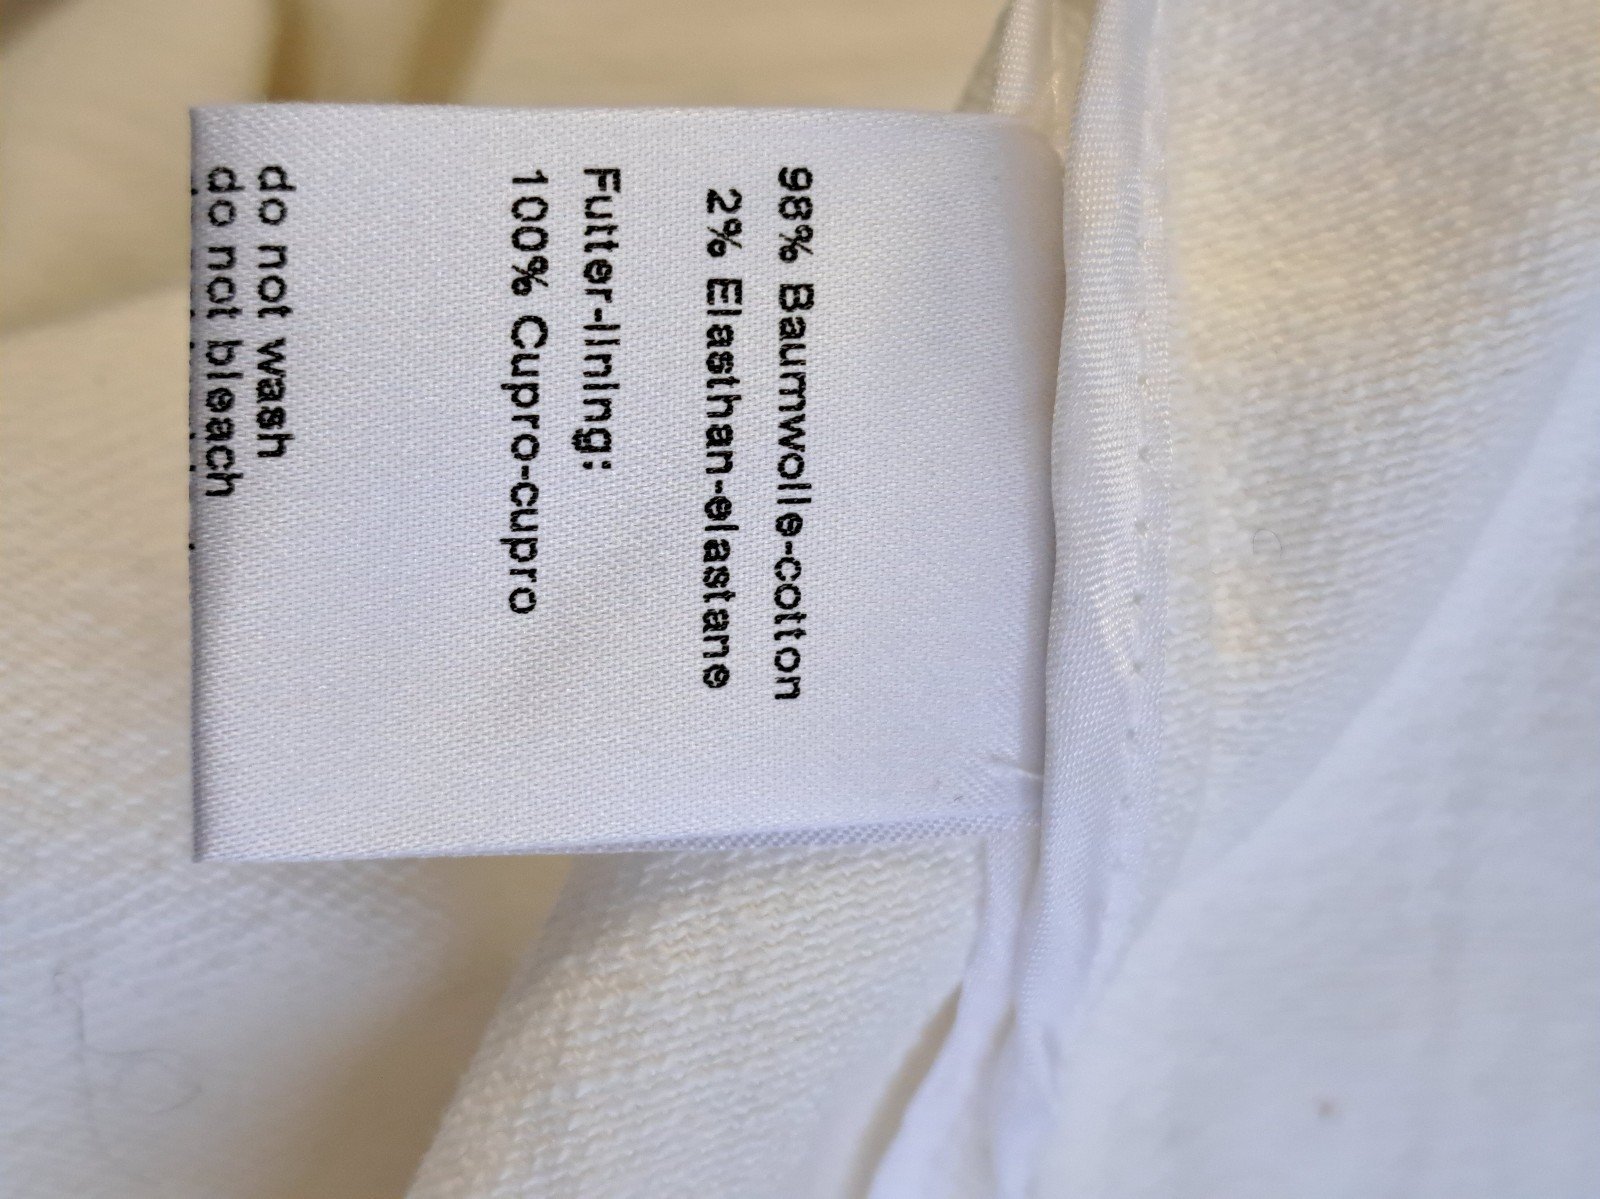 98% Baumwolle-cotton
2% Elasthan-elastane
Futter-lining:
100% Cupro-cupro
do not wash
do not bleach